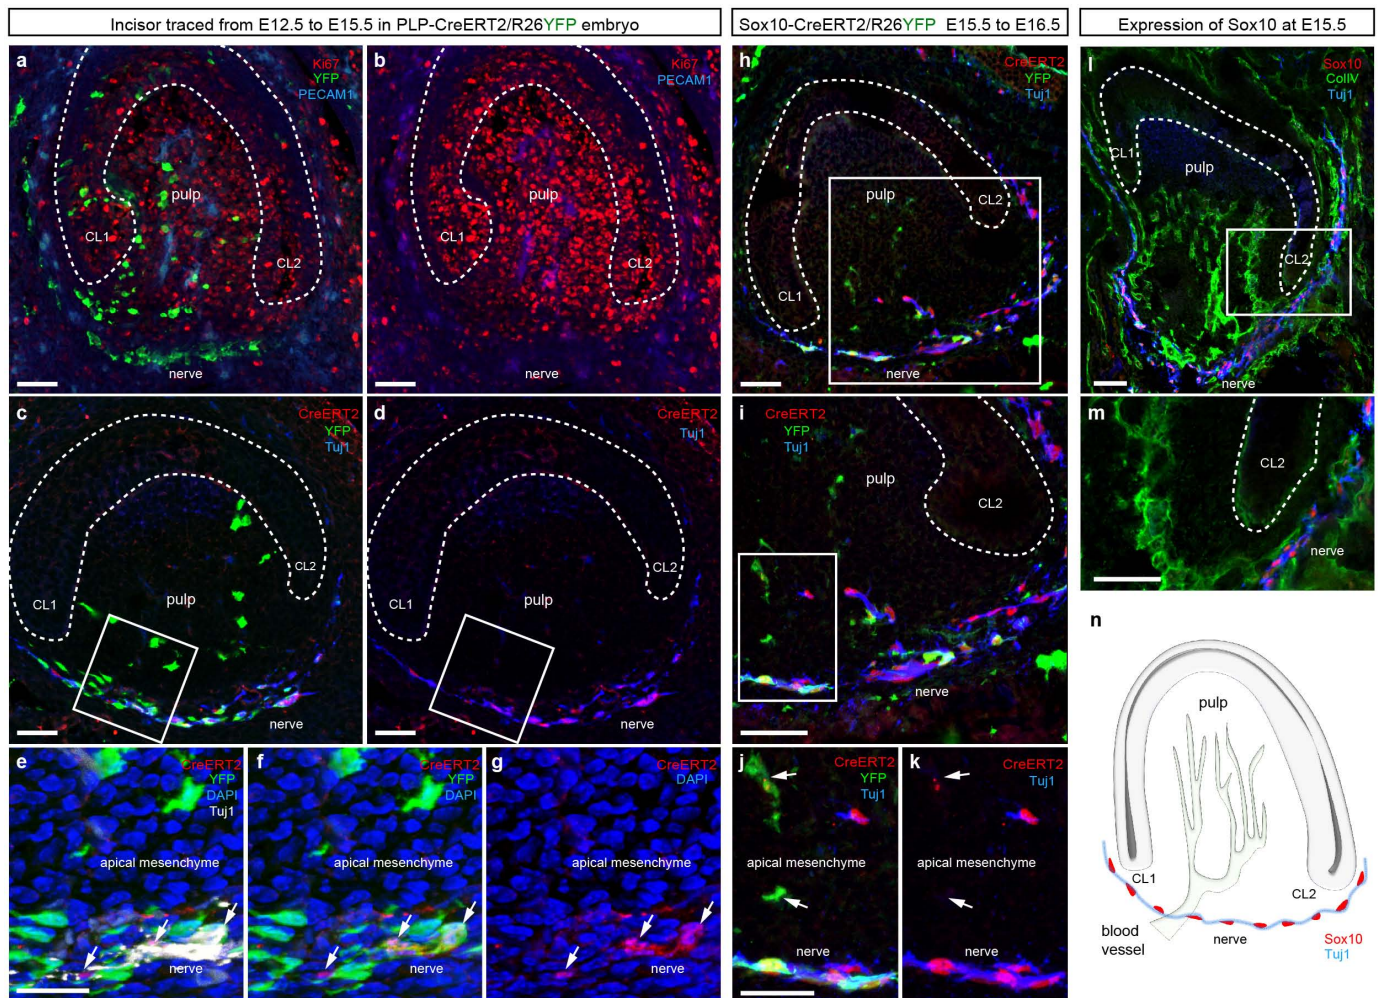 Incisor traced from E12.5 to E15.5 in PLP-CreERT2/R26YFP embryo
Sox10-CreERT2/R26YFP E15.5 to E16.5
Expression of Sox10 at E15.5
a
Ki67
YFP
PECAM1
pulp
CL1
CL2
nerve
b
Ki67
PECAM1
pulp
CL1
CL2
nerve
h
CreERT2
YFP
Tuj1
pulp
CL2
CL1
nerve
l
Sox10
CollV
Tuj1
CL1
pulp
CL2
nerve
c
CreERT2
YFP
Tuj1
CL2
CL1
pulp
nerve
d
CreERT2
Tuj1
CL2
CL1
pulp
nerve
i
CreERT2
YFP
Tuj1
pulp
CL2
nerve
m
CL2
nerve
e
CreERT2
YFP
DAPI
Tuj1
apical mesenchyme
nerve
f
CreERT2
YFP
DAPI
apical mesenchyme
nerve
g
CreERT2
DAPI
apical mesenchyme
nerve
j
CreERT2
YFP
Tuj1
apical mesenchyme
nerve
k
CreERT2
Tuj1
apical mesenchyme
nerve
n
pulp
CL1
CL2
blood
vessel
nerve
Sox10
Tuj1